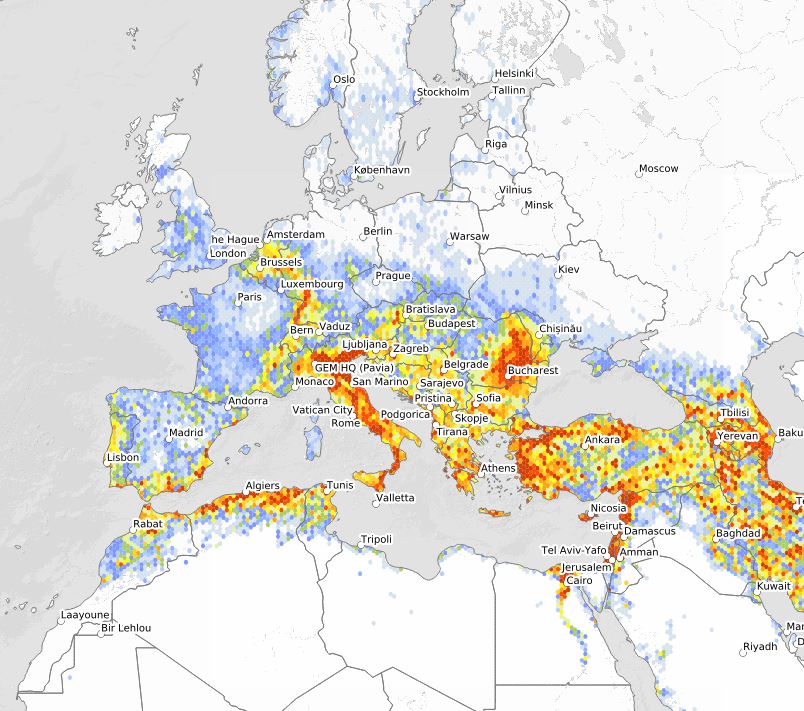 Oslo
Helsinki
Stockholm
Tallinn
Riga
København
Moscow
Vilnius
Minsk
he Hague
Amsterdam
Berlin
Warsaw
London
Brussels
Kiev
Luxembourg
Prague
Paris
Bratislava
Bern
Vaduz
Budapest
Chișinău
Ljubljana
Zagreb
GEM HQ (Pavia)
Belgrade
Bucharest
Monaco
San Marino
Sarajevo
Andorra
Pristina
Sofia
Vatican City
Podgorica
Skopje
Tbilisi
Rome
Tirana
Yerevan
Baku
Madrid
Ankara
Lisbon
Athens
Algiers
Tunis
Valletta
Te
Nicosia
Rabat
Beirut
Damascus
Baghdad
Tripoli
Tel Aviv-Yafo
Amman
Jerusalem
Cairo
Kuwait
Laayoune
Bir Lehlou
Mar
D
Riyadh